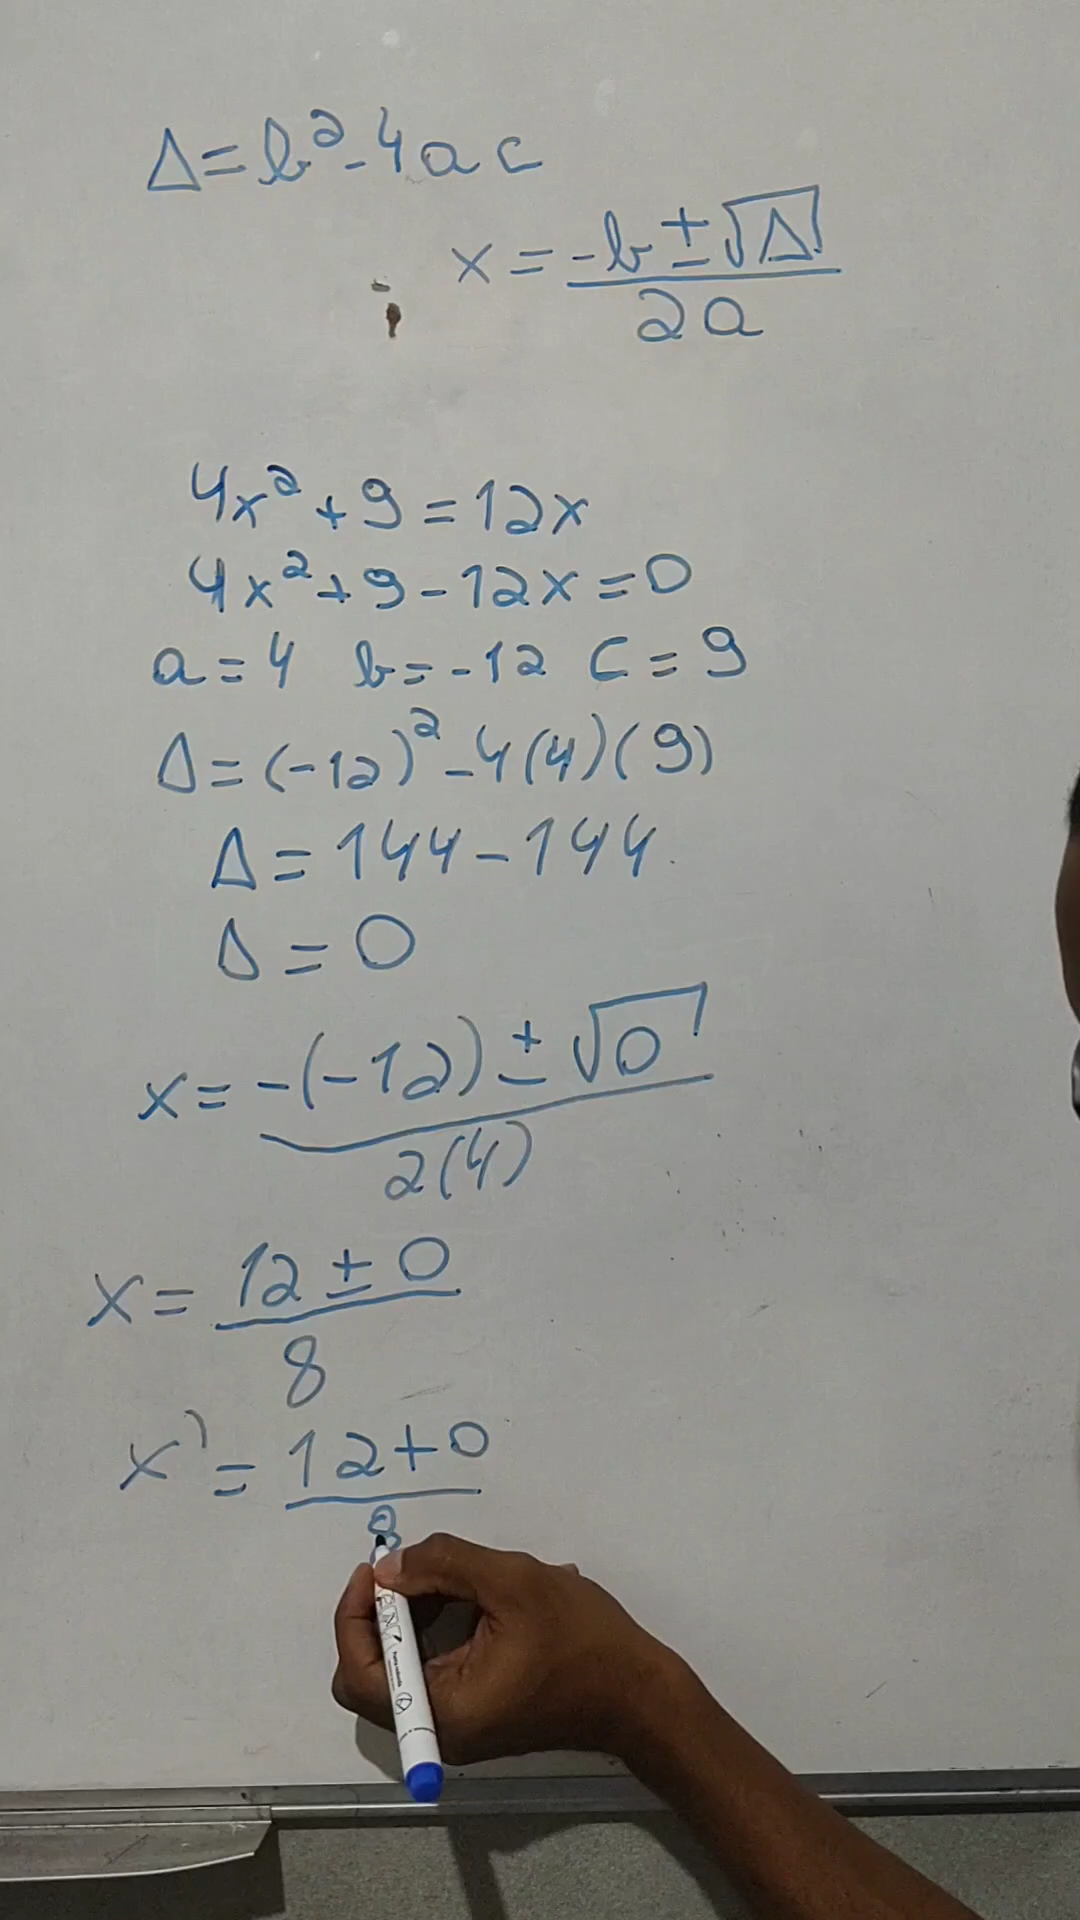 Δ=b²-4ac
x=-b±√Δ
2a
4x²+9=12x
4x²+9-12x=0
a=4 b=-12 c=9
Δ=(-12)²-4(4)(9)
Δ=144-144
Δ=0
x=-(-12)±√0
2(4)
x=12±0
8
x'=12+0
8